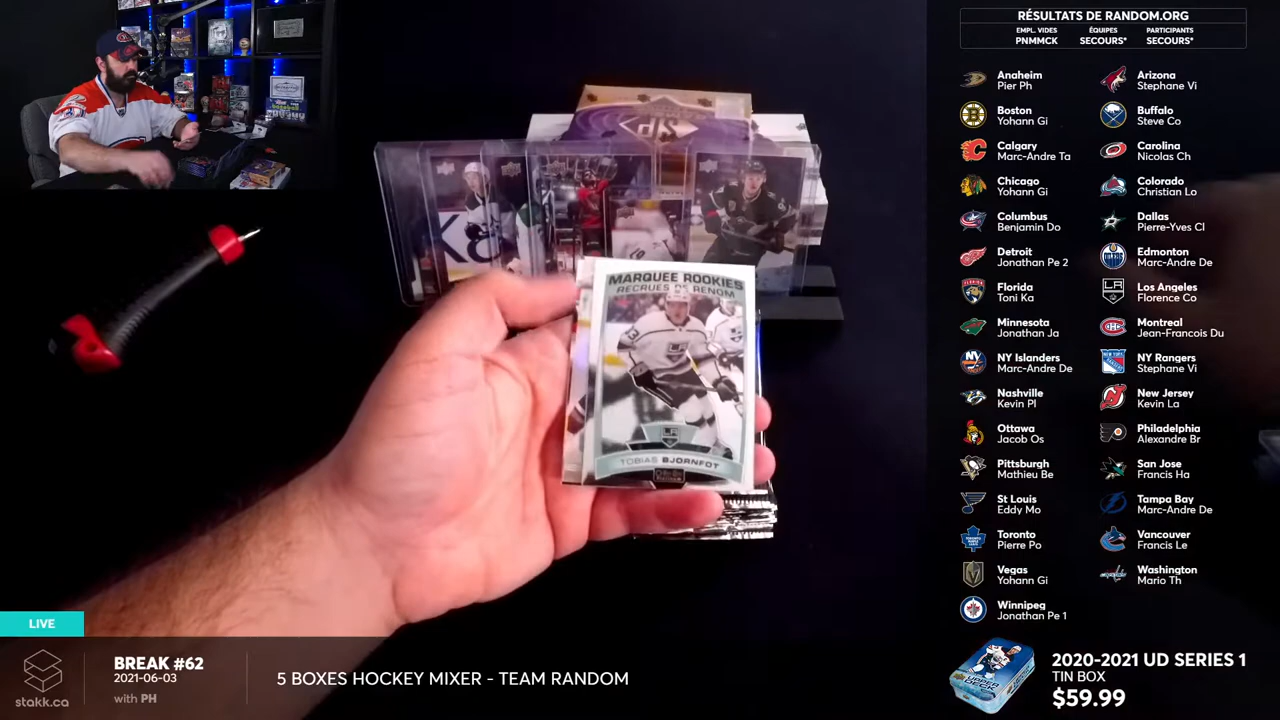 RÉSULTATS DE RANDOM.ORG
EMPL. VIDES
PNMMCK
ÉQUIPES
SECOURS*
PARTICIPANTS
SECOURS*
Anaheim
Pier Ph
Arizona
Stephane Vi
Boston
Yohann Gi
Buffalo
Steve Co
Calgary
Marc-Andre Ta
Carolina
Nicolas Ch
Chicago
Yohann Gi
Colorado
Christian Lo
Columbus
Benjamin Do
Dallas
Pierre-Yves Cl
Detroit
Jonathan Pe 2
Edmonton
Marc-Andre De
Florida
Toni Ka
Los Angeles
Florence Co
Minnesota
Jonathan Ja
Montreal
Jean-Francois Du
NY Islanders
Marc-Andre De
NY Rangers
Stephane Vi
Nashville
Kevin Pl
New Jersey
Kevin La
Ottawa
Jacob Os
Philadelphia
Alexandre Br
Pittsburgh
Mathieu Be
San Jose
Francis Ha
St Louis
Eddy Mo
Tampa Bay
Marc-Andre De
Toronto
Pierre Po
Vancouver
Francis Le
Vegas
Yohann Gi
Washington
Mario Th
Winnipeg
Jonathan Pe 1
SP
MARQUEE ROOKIES
RECRUES DE RENOM
TOBIAS BJORNFOT
LIVE
stakk.ca
BREAK #62
2021-06-03
with PH
5 BOXES HOCKEY MIXER - TEAM RANDOM
2020-2021 UD SERIES 1
TIN BOX
$59.99